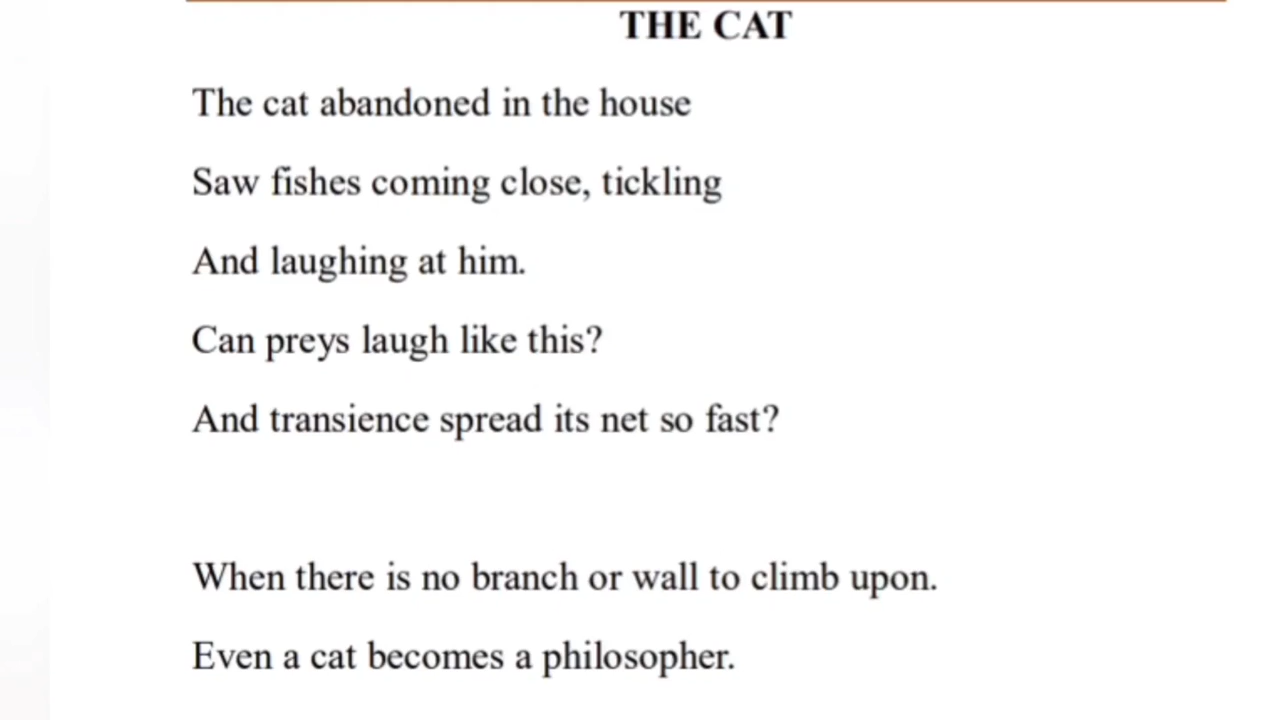 THE CAT
The cat abandoned in the house
Saw fishes coming close, tickling
And laughing at him.
Can preys laugh like this?
And transience spread its net so fast?
When there is no branch or wall to climb upon.
Even a cat becomes a philosopher.